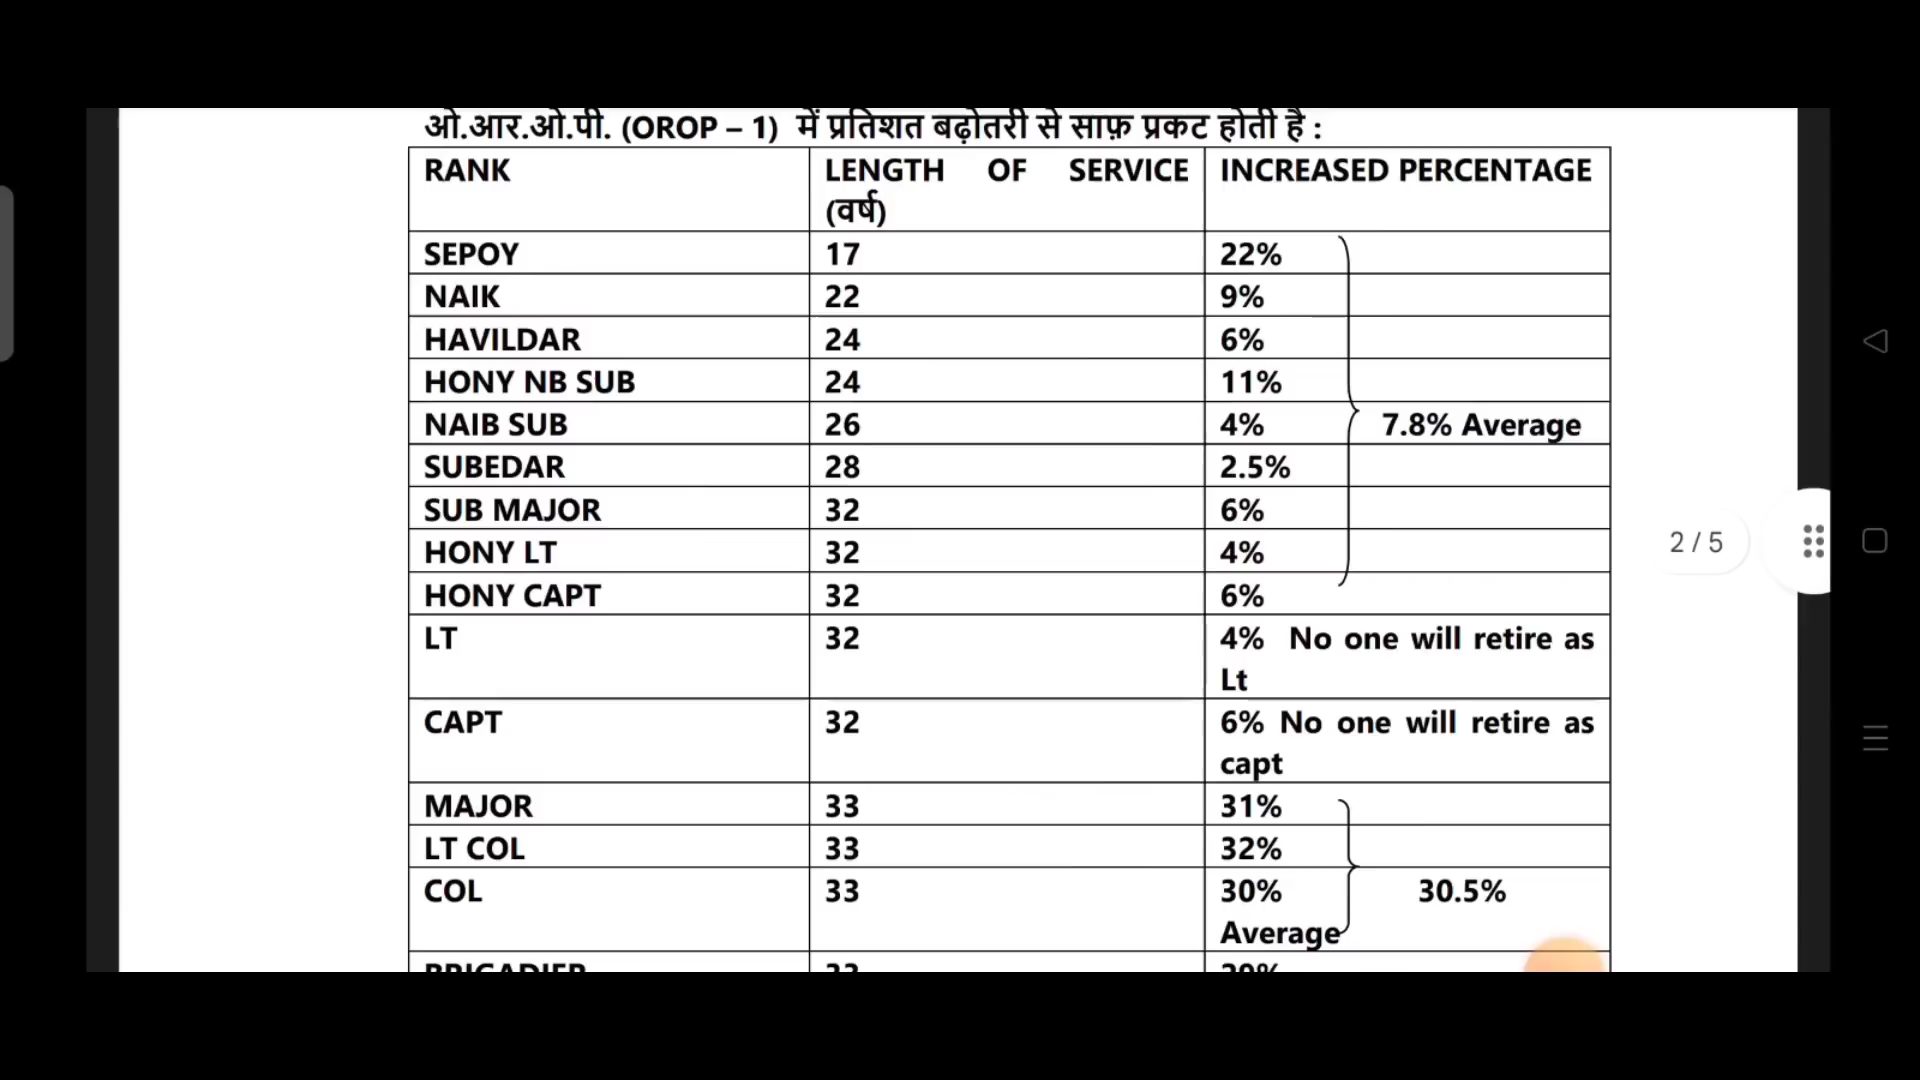 ओ.आर.ओ.पी. (OROP – 1) में प्रतिशत बढ़ोतरी से साफ़ प्रकट होती है :
RANK LENGTH OF SERVICE (वर्ष) INCREASED PERCENTAGE
SEPOY 17 22%
NAIK 22 9%
HAVILDAR 24 6%
HONY NB SUB 24 11%
NAIB SUB 26 4% 7.8% Average
SUBEDAR 28 2.5%
SUB MAJOR 32 6%
HONY LT 32 4%
HONY CAPT 32 6%
LT 32 4% No one will retire as
Lt
CAPT 32 6% No one will retire as
capt
MAJOR 33 31%
LT COL 33 32%
COL 33 30% 30.5%
Average
2 / 5